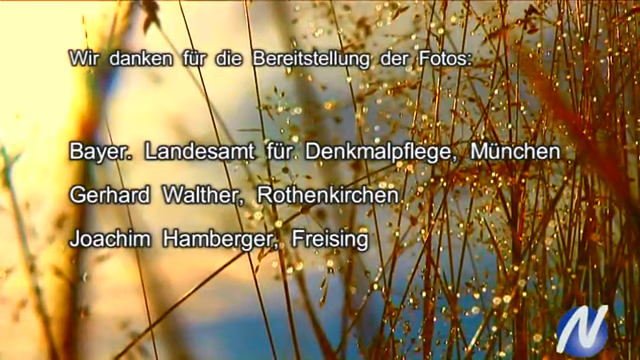 Wir danken für die Bereitstellung der Fotos:
Bayer. Landesamt für Denkmalpflege, München
Gerhard Walther, Rothenkirchen
Joachim Hamberger, Freising
N